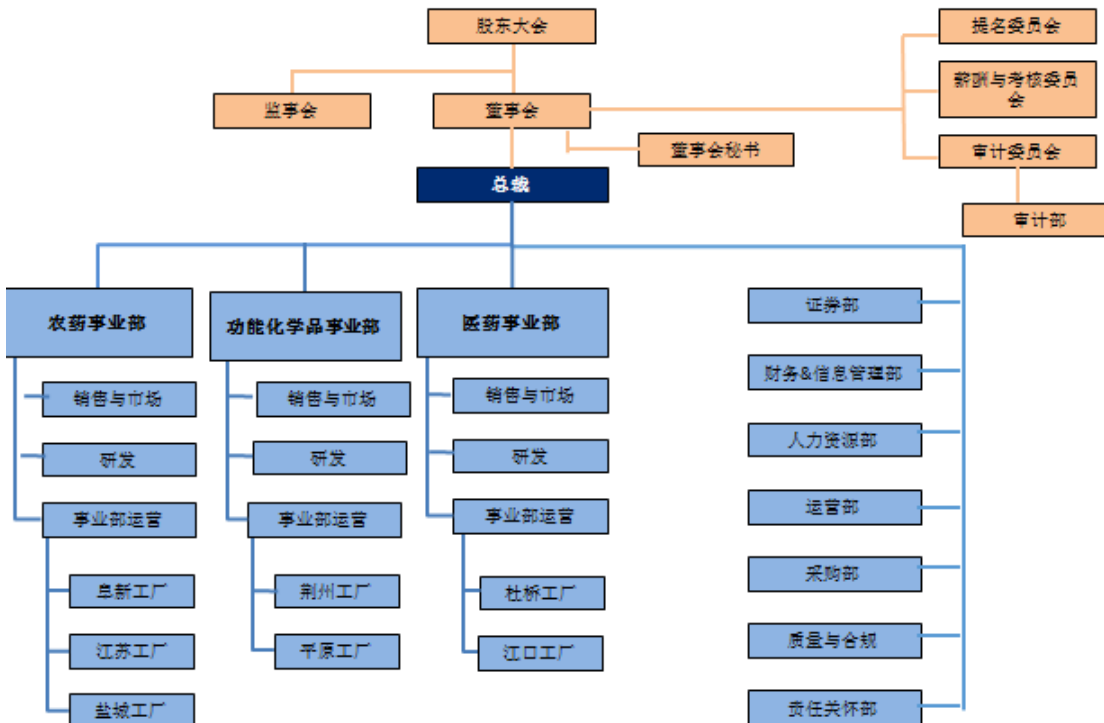 股东大会
提名委员会
薪酬与考核委员
会
监事会
董事会
董事会秘书
审计委员会
总裁
审计部
农药事业部
功能化学品事业部
医药事业部
证券部
销售与市场
销售与市场
销售与市场
财务&信息管理部
研发
研发
研发
人力资源部
事业部运营
事业部运营
事业部运营
运营部
阜新工厂
荆州工厂
杜桥工厂
采购部
江苏工厂
平原工厂
江口工厂
质量与合规
盐城工厂
责任关怀部